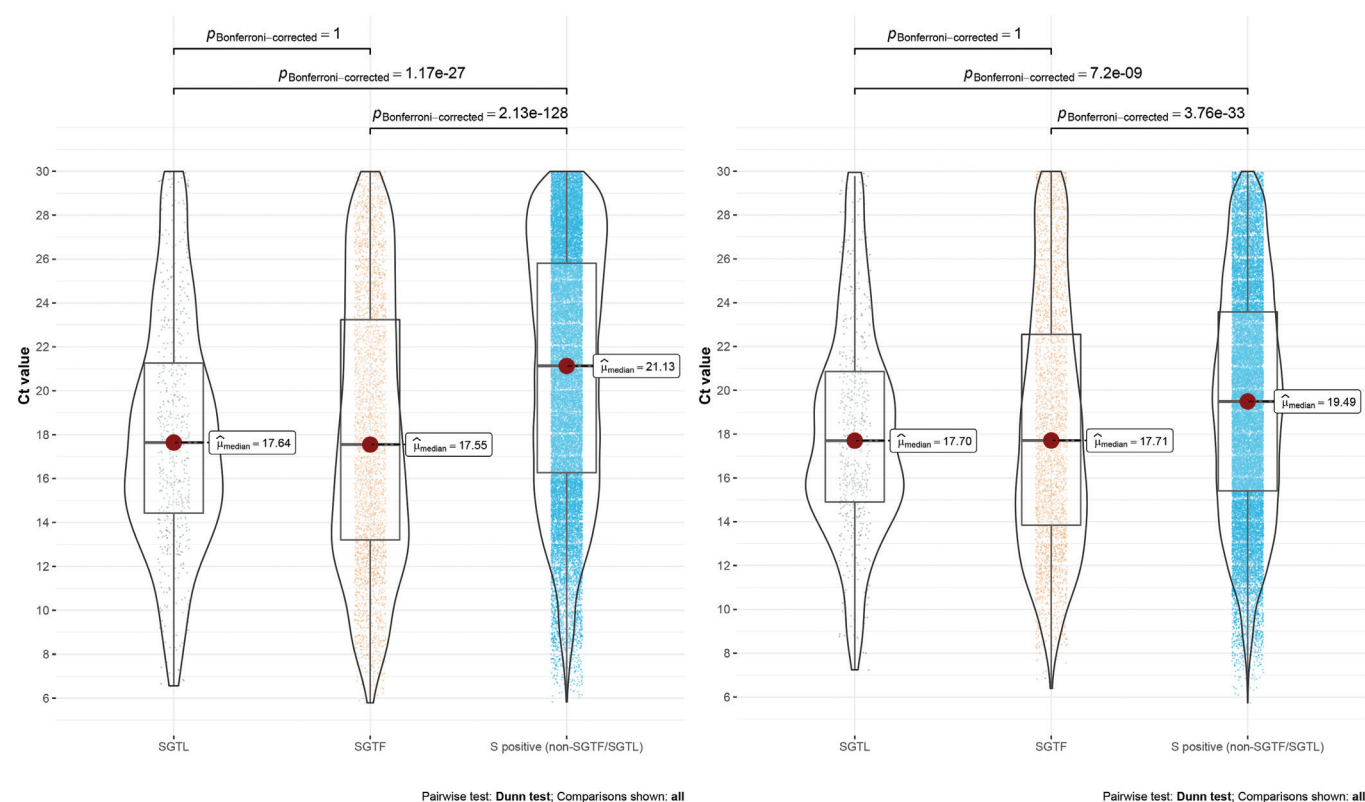 pBonferroni−corrected = 1
pBonferroni−corrected = 1.17e-27
pBonferroni−corrected = 2.13e-128
Ct value
30
28
26
24
22
20
18
16
14
12
10
8
6
μ̂median = 17.64
μ̂median = 17.55
μ̂median = 21.13
SGTL
SGTF
S positive (non-SGTF/SGTL)
Pairwise test: Dunn test; Comparisons shown: all
pBonferroni−corrected = 1
pBonferroni−corrected = 7.2e-09
pBonferroni−corrected = 3.76e-33
Ct value
30
28
26
24
22
20
18
16
14
12
10
8
6
μ̂median = 17.70
μ̂median = 17.71
μ̂median = 19.49
SGTL
SGTF
S positive (non-SGTF/SGTL)
Pairwise test: Dunn test; Comparisons shown: all